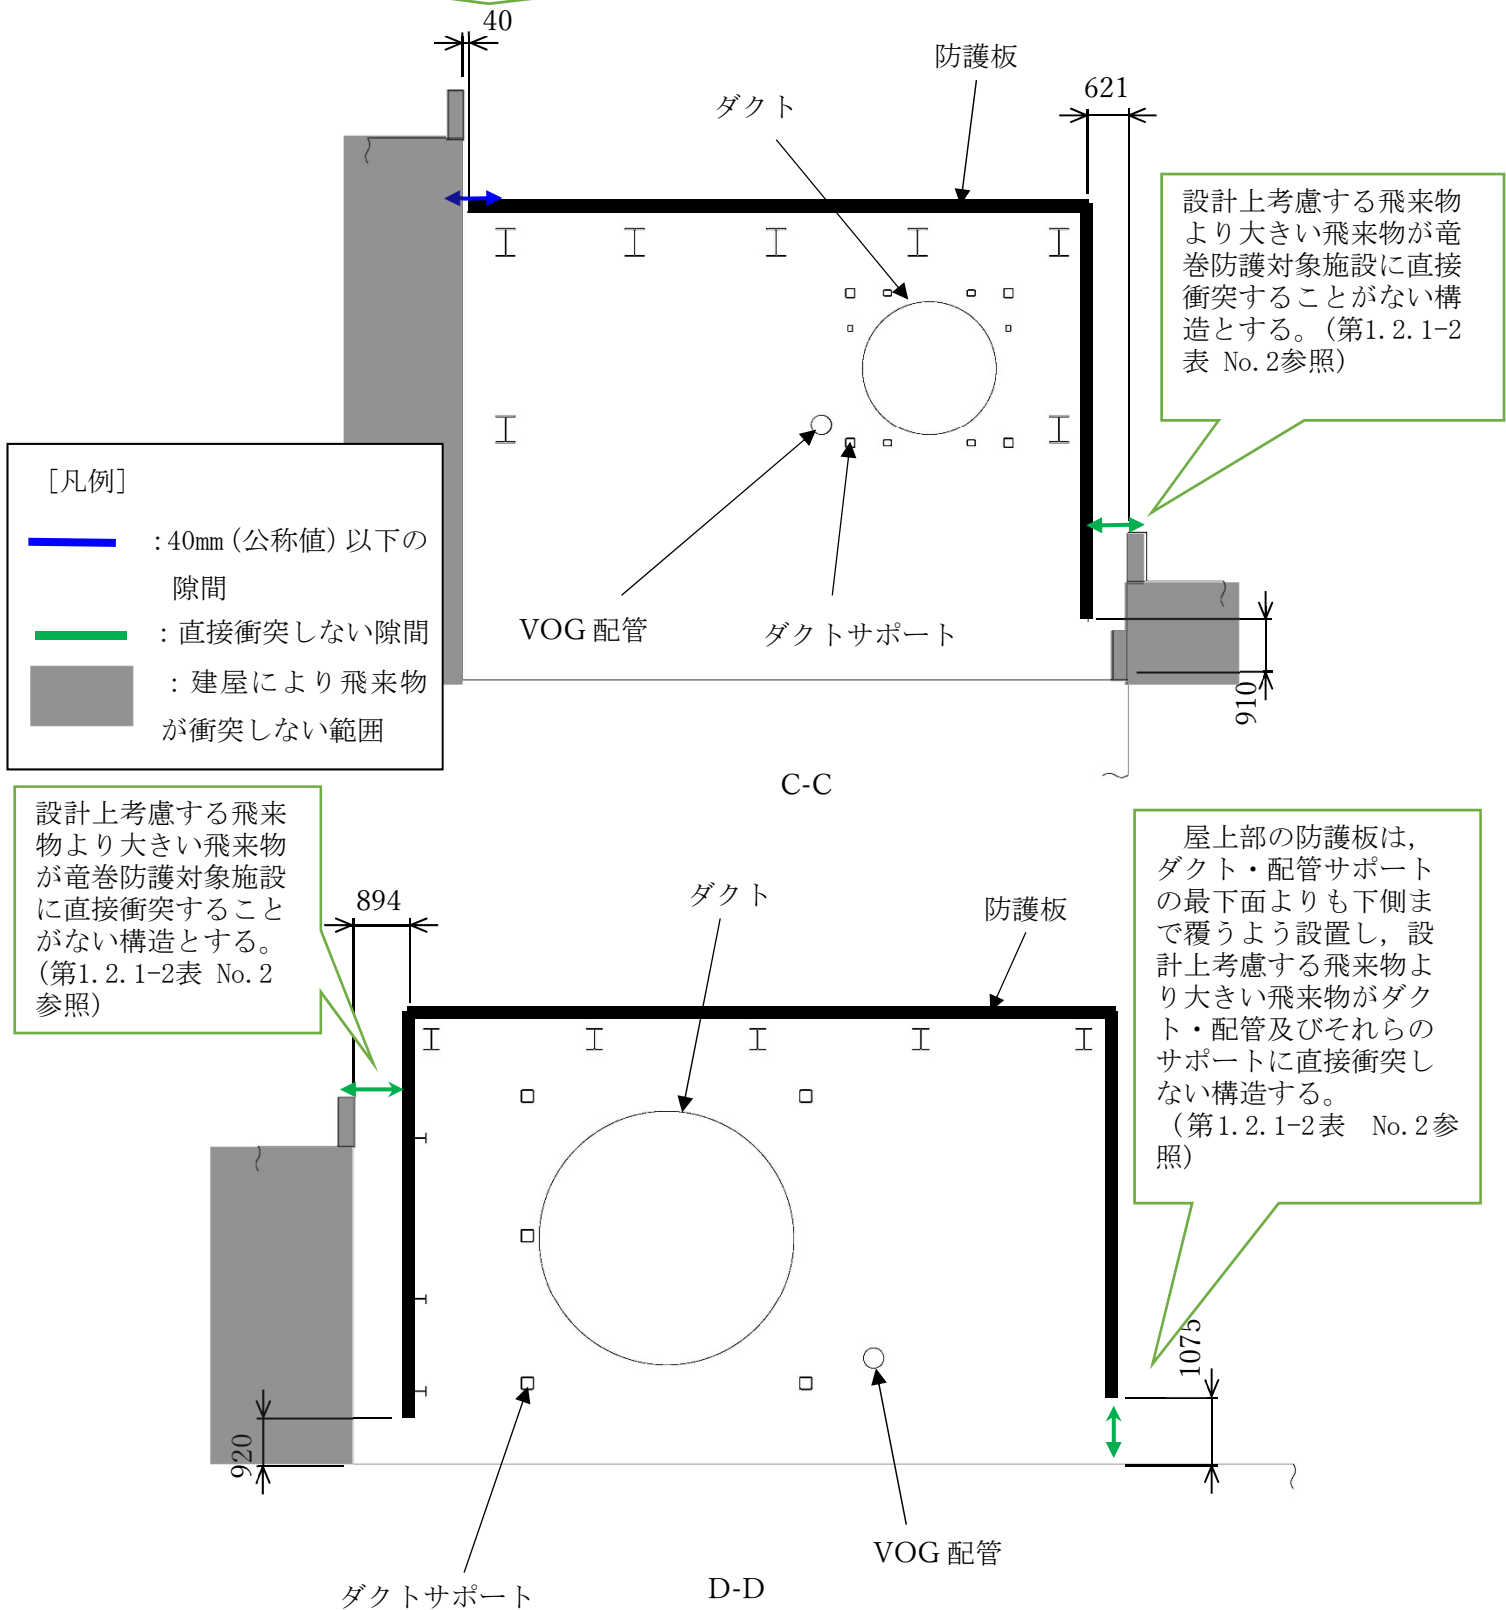 40
防護板
ダクト
621
設計上考慮する飛来物
より大きい飛来物が竜
巻防護対象施設に直接
衝突することがない構
造とする。(第1.2.1-2
表 No.2参照)
[凡例]
:40mm(公称値)以下の
隙間
:直接衝突しない隙間
:建屋により飛来物
が衝突しない範囲
VOG 配管
ダクトサポート
910
C-C
設計上考慮する飛来
物より大きい飛来物
が竜巻防護対象施設
に直接衝突すること
がない構造とする。
(第1.2.1-2表 No.2
参照)
894
ダクト
防護板
屋上部の防護板は,
ダクト・配管サポート
の最下面よりも下側ま
で覆うよう設置し,設
計上考慮する飛来物よ
り大きい飛来物がダク
ト・配管及びそれらの
サポートに直接衝突し
ない構造する。
(第1.2.1-2表 No.2参
照)
1075
920
VOG 配管
ダクトサポート
D-D